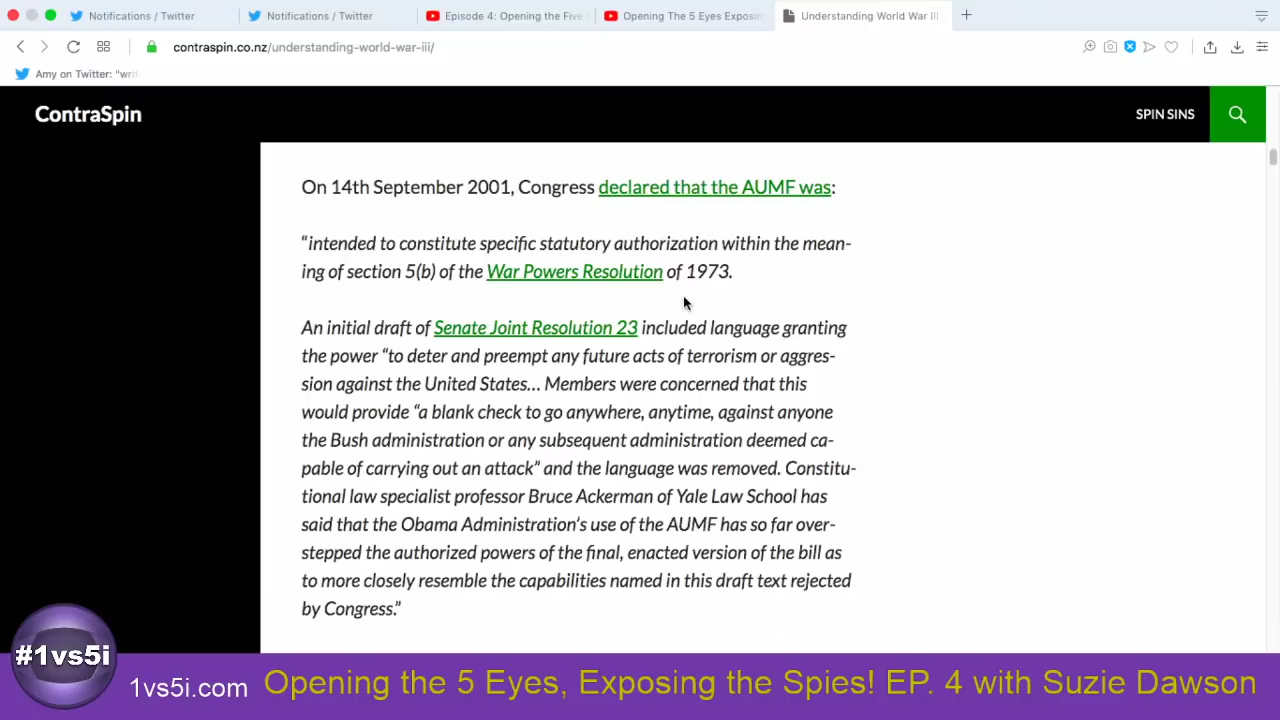 Notifications / Twitter
Notifications / Twitter
Episode 4: Opening the Five
Opening The 5 Eyes Exposin
Understanding World War III
contraspin.co.nz/understanding-world-war-iii/
Amy on Twitter: "writ
ContraSpin
SPIN SINS
On 14th September 2001, Congress declared that the AUMF was:
“intended to constitute specific statutory authorization within the mean-
ing of section 5(b) of the War Powers Resolution of 1973.
An initial draft of Senate Joint Resolution 23 included language granting
the power “to deter and preempt any future acts of terrorism or aggres-
sion against the United States… Members were concerned that this
would provide “a blank check to go anywhere, anytime, against anyone
the Bush administration or any subsequent administration deemed ca-
pable of carrying out an attack” and the language was removed. Constitu-
tional law specialist professor Bruce Ackerman of Yale Law School has
said that the Obama Administration’s use of the AUMF has so far over-
stepped the authorized powers of the final, enacted version of the bill as
to more closely resemble the capabilities named in this draft text rejected
by Congress.”
#1vs5i
1vs5i.com
Opening the 5 Eyes, Exposing the Spies! EP. 4 with Suzie Dawson